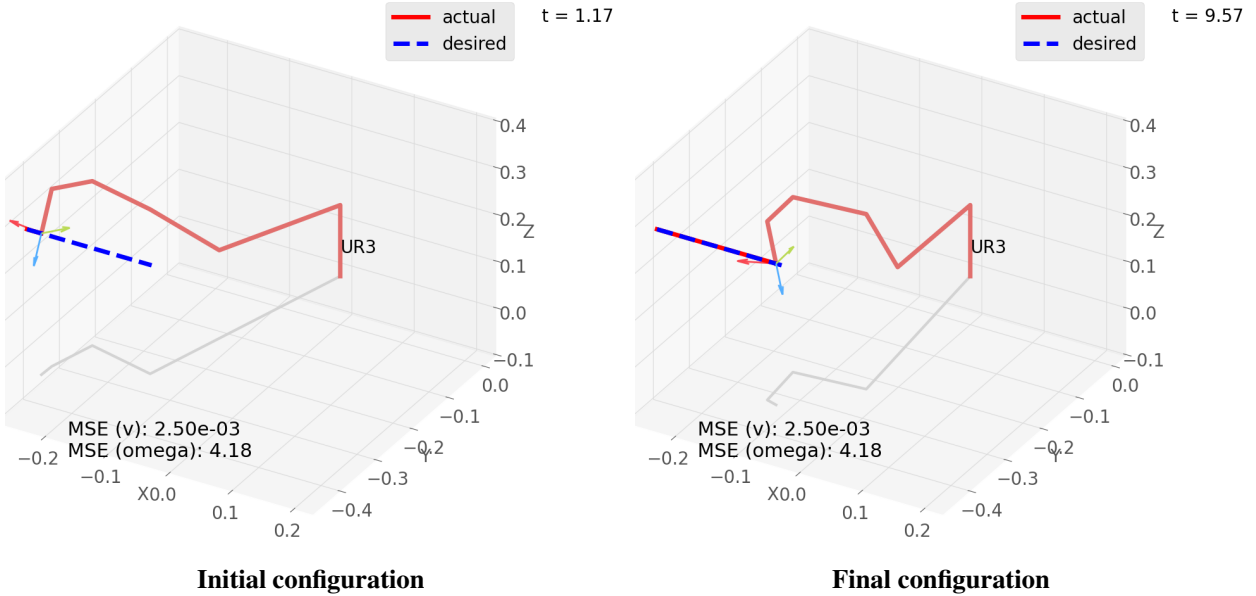 actual
desired
t = 1.17
0.4
0.3
0.2
Z
0.1
0.0
−0.1
UR3
0.0
−0.1
−0.2
Y
−0.3
−0.4
MSE (v): 2.50e-03
MSE (omega): 4.18
−0.2
−0.1
X
0.0
0.1
0.2
Initial configuration
actual
desired
t = 9.57
0.4
0.3
0.2
Z
0.1
0.0
−0.1
UR3
0.0
−0.1
−0.2
Y
−0.3
−0.4
MSE (v): 2.50e-03
MSE (omega): 4.18
−0.2
−0.1
X
0.0
0.1
0.2
Final configuration